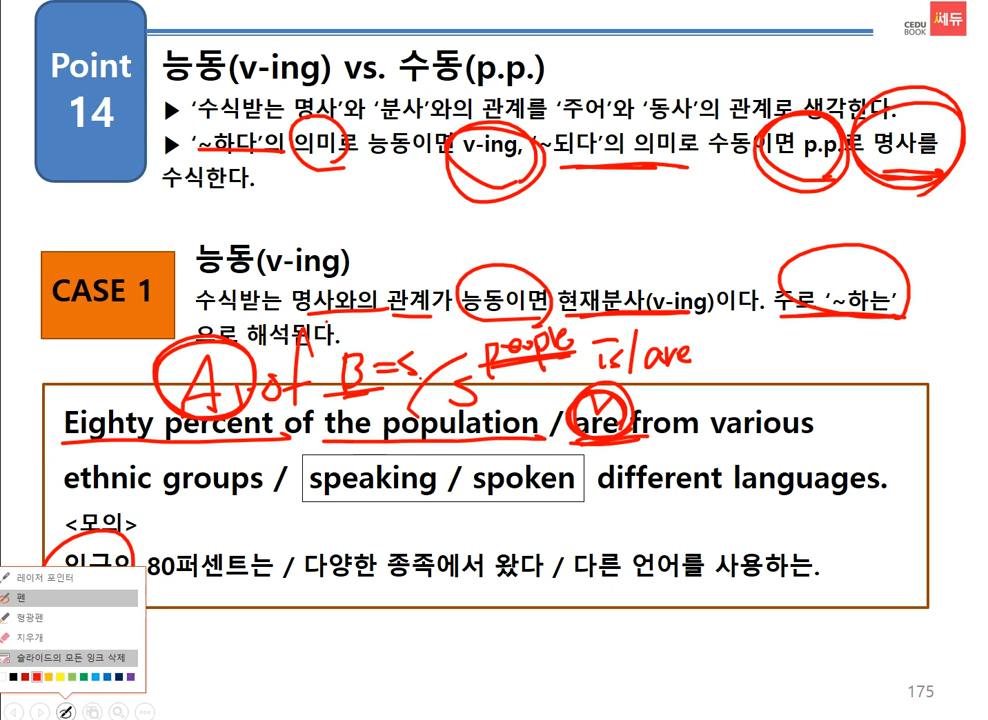 CEDU
BOOK
쎄듀
Point
14
능동(v-ing) vs. 수동(p.p.)
▶ ‘수식받는 명사’와 ‘분사’와의 관계를 ‘주어’와 ‘동사’의 관계로 생각한다.
▶ ‘~하다’의 의미로 능동이면 v-ing, ‘~되다’의 의미로 수동이면 p.p.로 명사를
수식한다.
CASE 1
능동(v-ing)
수식받는 명사와의 관계가 능동이면 현재분사(v-ing)이다. 주로 ‘~하는’
으로 해석된다.
A of B = s
people is/are
S
V
Eighty percent of the population / are from various
ethnic groups / speaking / spoken different languages.
<모의>
인구의 80퍼센트는 / 다양한 종족에서 왔다 / 다른 언어를 사용하는.
레이저 포인터
펜
형광펜
지우개
슬라이드의 모든 잉크 삭제
175